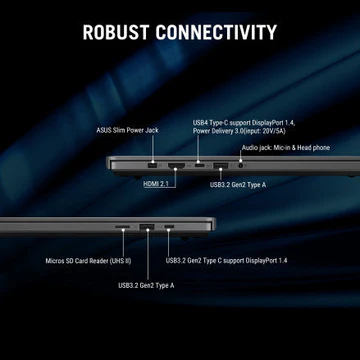 ROBUST CONNECTIVITY
USB4 Type-C support DisplayPort 1.4,
Power Delivery 3.0(input: 20V/5A)
ASUS Slim Power Jack
Audio jack: Mic-in & Head phone
HDMI 2.1
USB3.2 Gen2 Type A
Micros SD Card Reader (UHS II)
USB3.2 Gen2 Type C support DisplayPort 1.4
USB3.2 Gen2 Type A